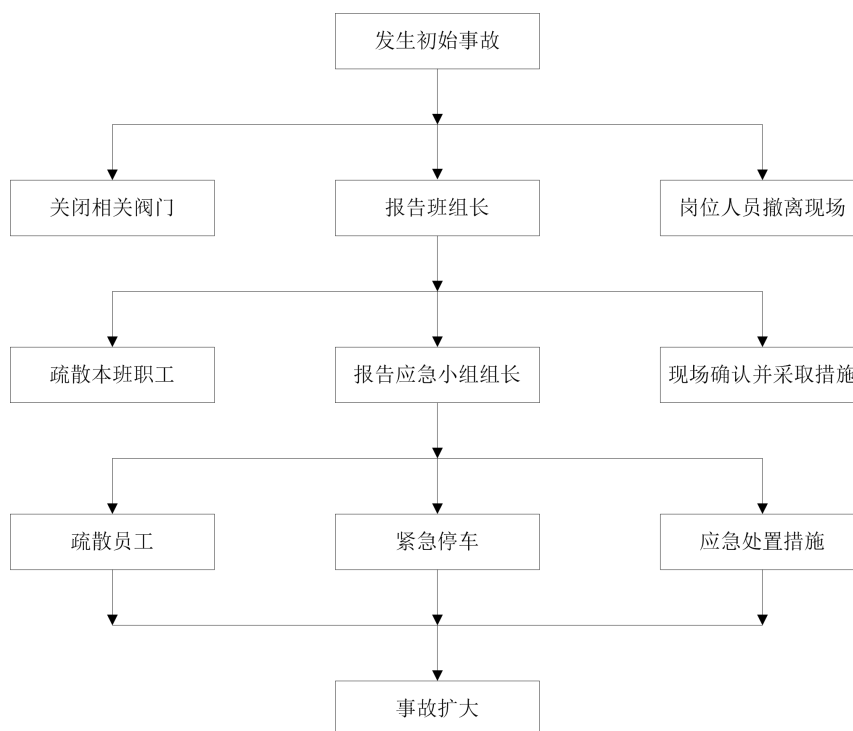 发生初始事故
关闭相关阀门
报告班组长
岗位人员撤离现场
疏散本班职工
报告应急小组组长
现场确认并采取措施
疏散员工
紧急停车
应急处置措施
事故扩大